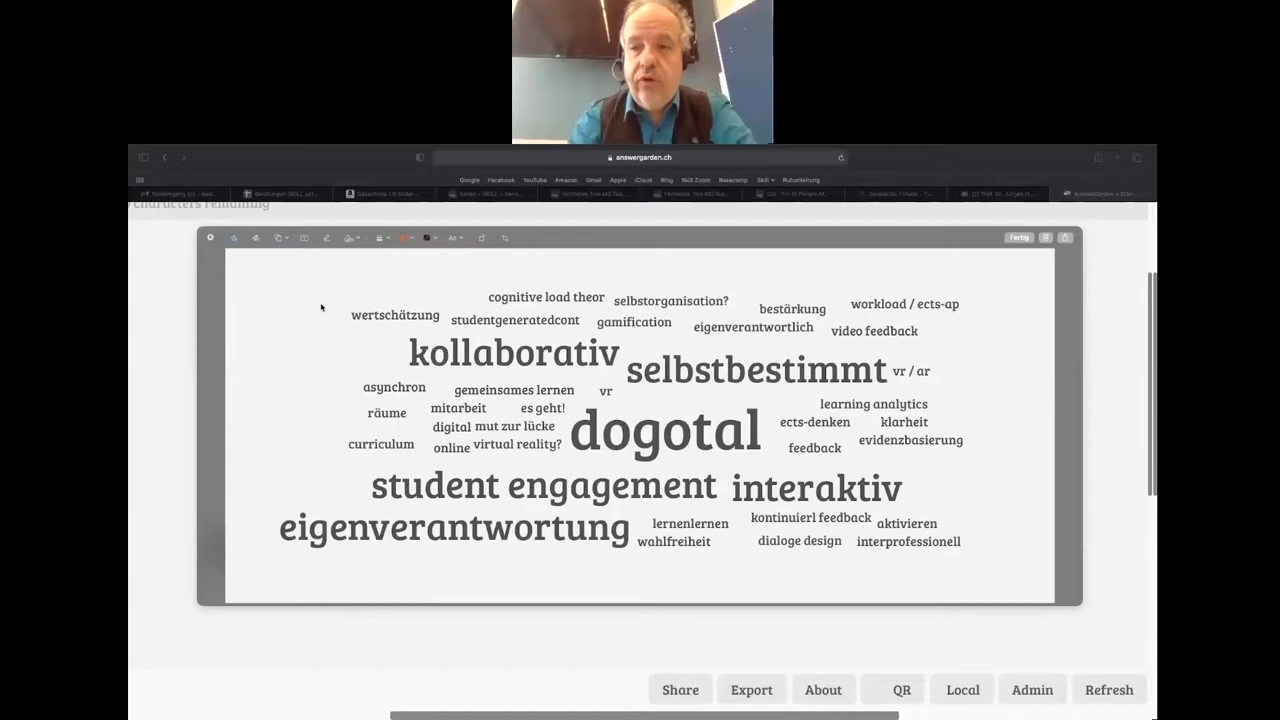 answergarden.ch
Google Facebook YouTube Amazon Gmail Apple iCloud Blog Skill Zoom Basecamp Skill Rufumleitung
characters remaining
Fertig
cognitive load theor selbstorganisation? bestärkung workload / ects-ap
wertschätzung studentgeneratedcont gamification eigenverantwortlich video feedback
kollaborativ selbstbestimmt vr / ar
asynchron gemeinsames lernen vr learning analytics
räume mitarbeit es geht! dogotal ects-denken klarheit
digital mut zur lücke
curriculum online virtual reality? feedback evidenzbasierung
student engagement interaktiv
eigenverantwortung lernenlernen kontinuierl feedback aktivieren
wahlfreiheit dialoge design interprofessionell
Share Export About QR Local Admin Refresh